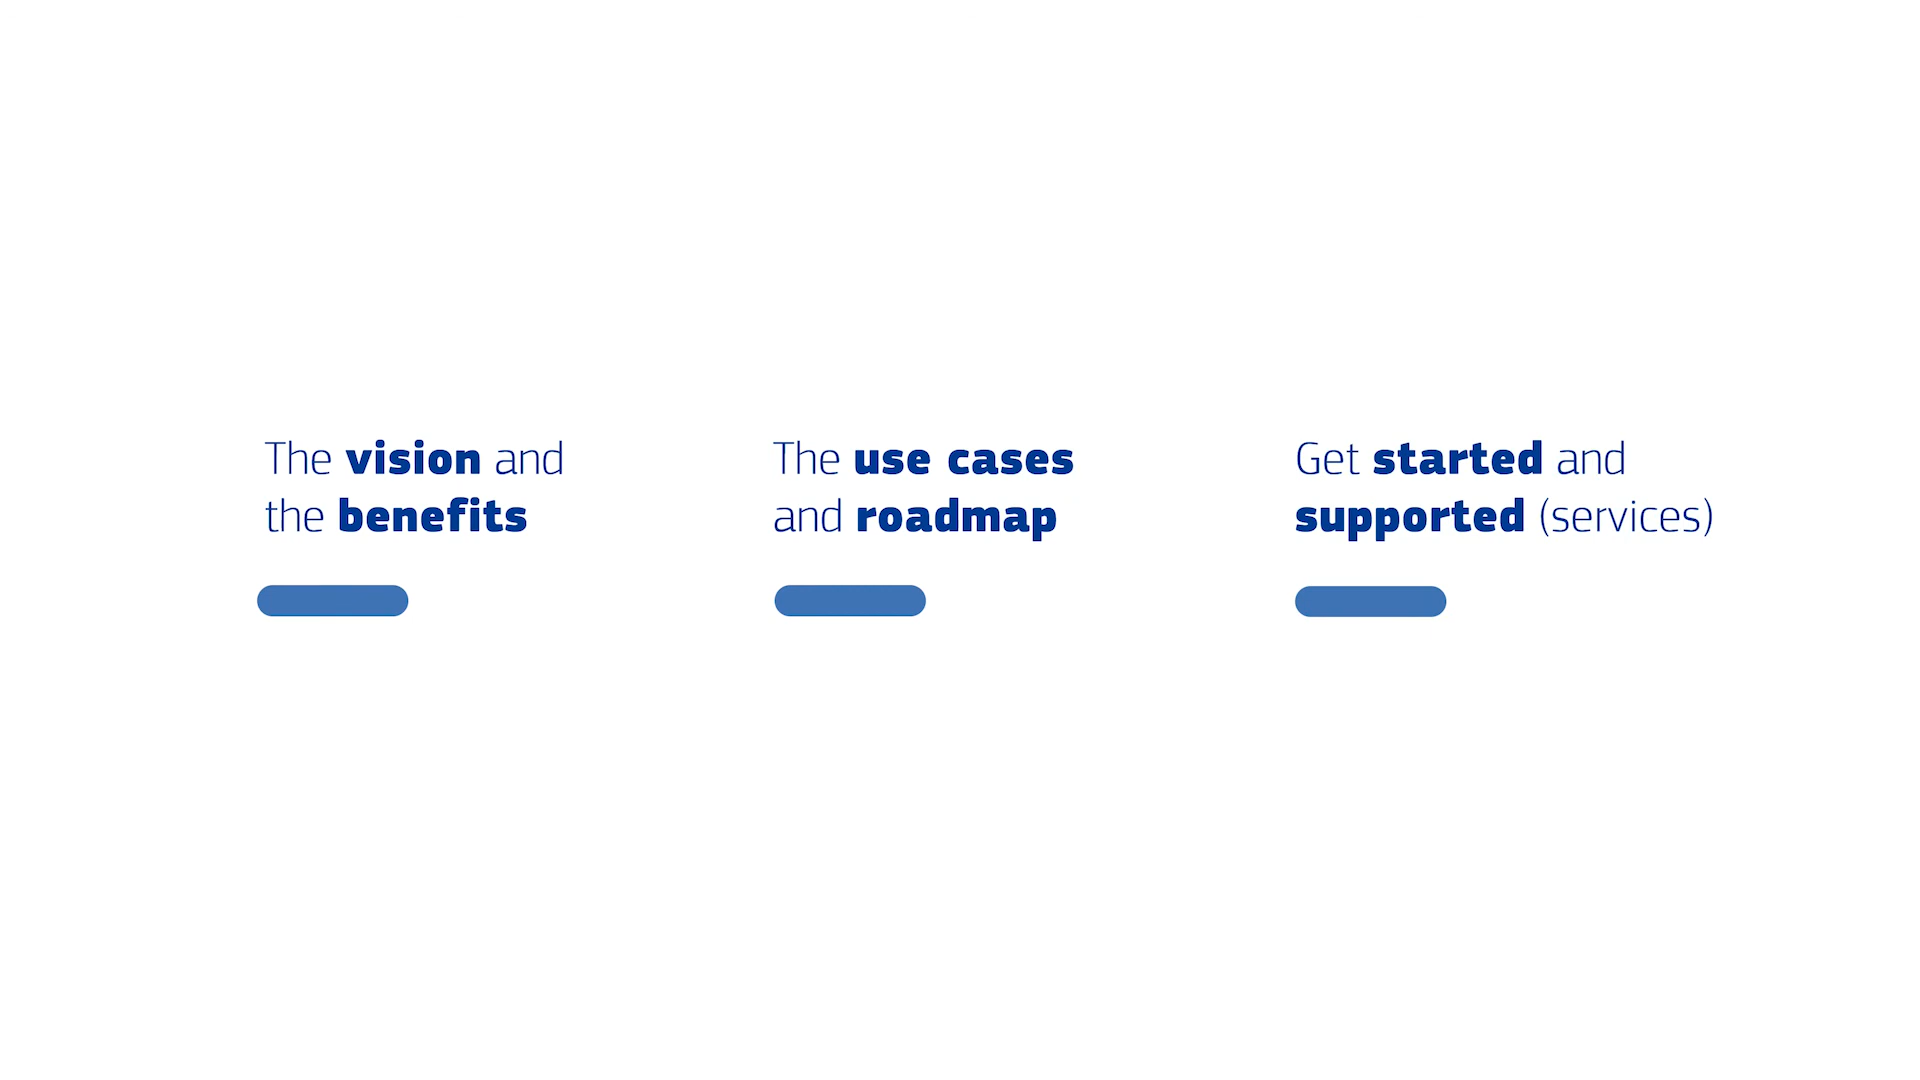 The vision and
the benefits
The use cases
and roadmap
Get started and
supported (services)